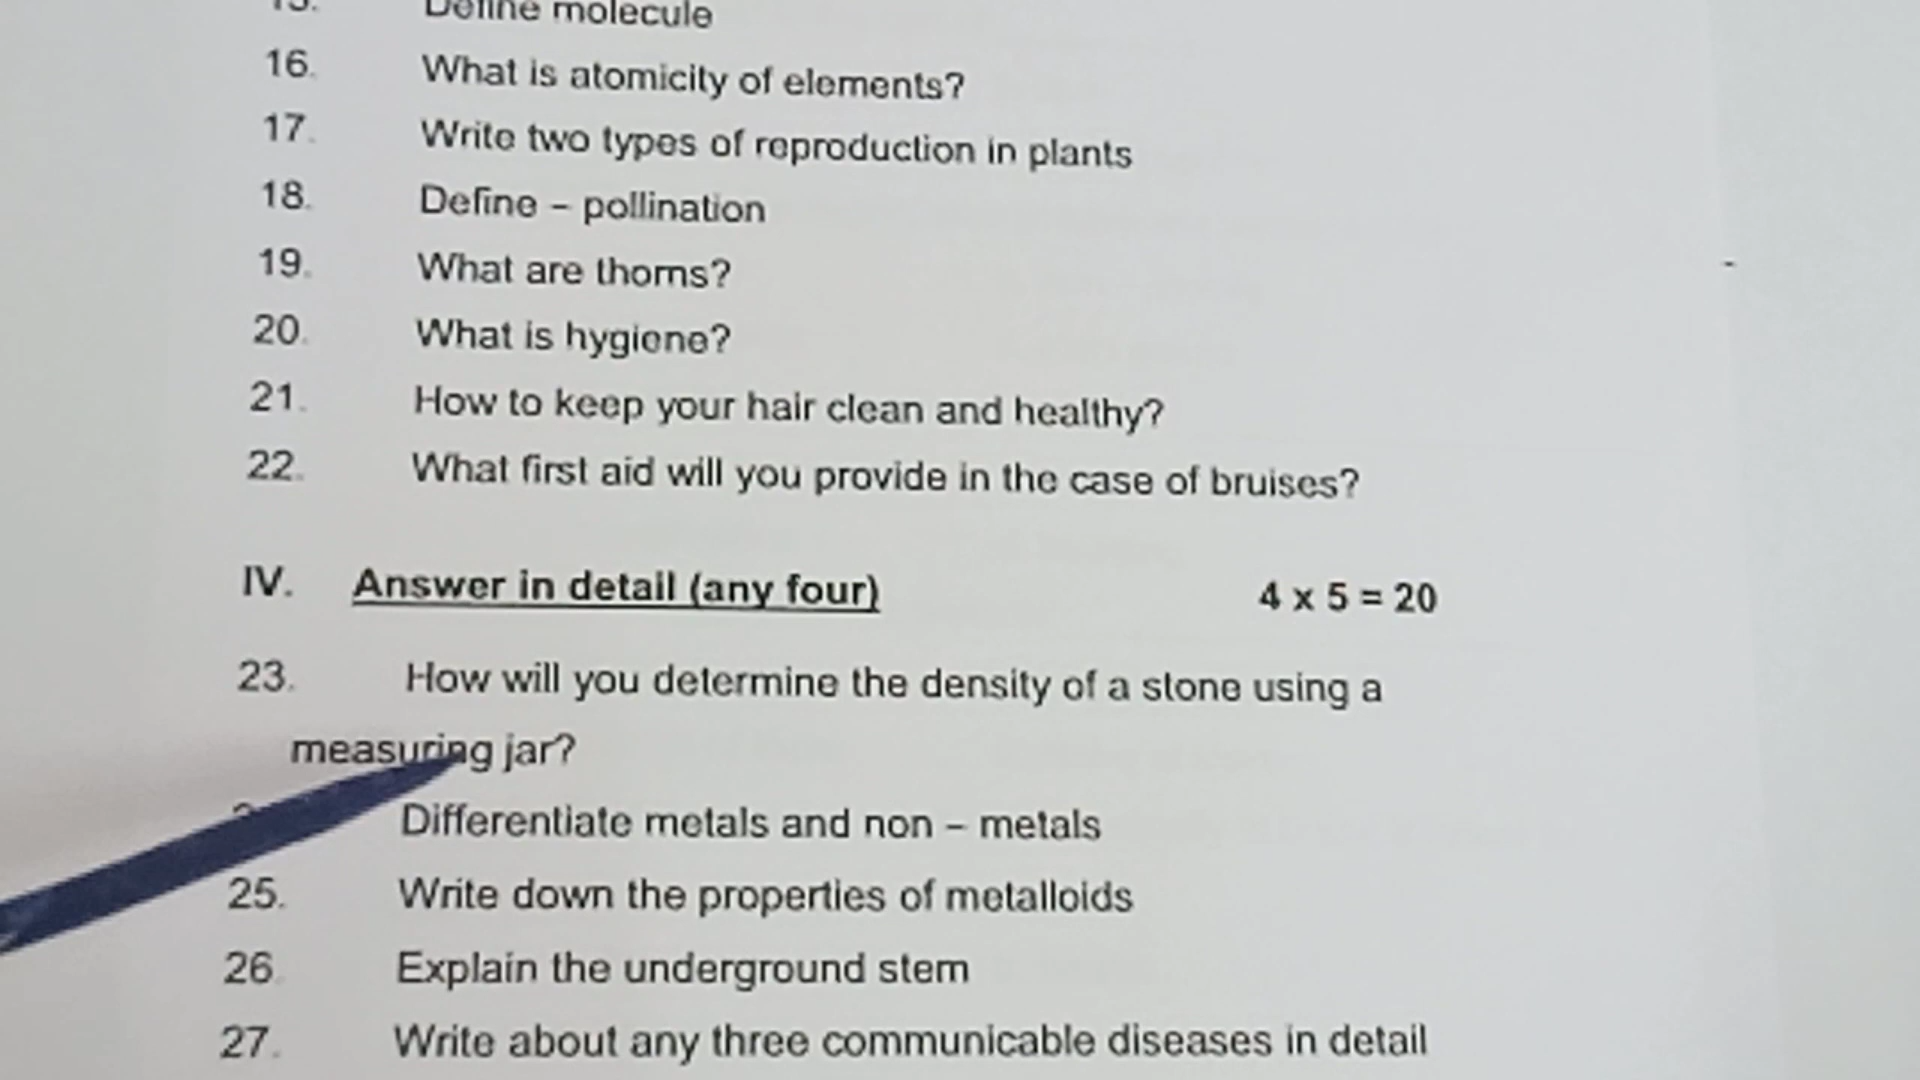 Define molecule
16. What is atomicity of elements?
17. Write two types of reproduction in plants
18. Define – pollination
19. What are thorns?
20. What is hygiene?
21. How to keep your hair clean and healthy?
22. What first aid will you provide in the case of bruises?
IV. Answer in detail (any four) 4 x 5 = 20
23. How will you determine the density of a stone using a
measuring jar?
Differentiate metals and non – metals
25. Write down the properties of metalloids
26. Explain the underground stem
27. Write about any three communicable diseases in detail